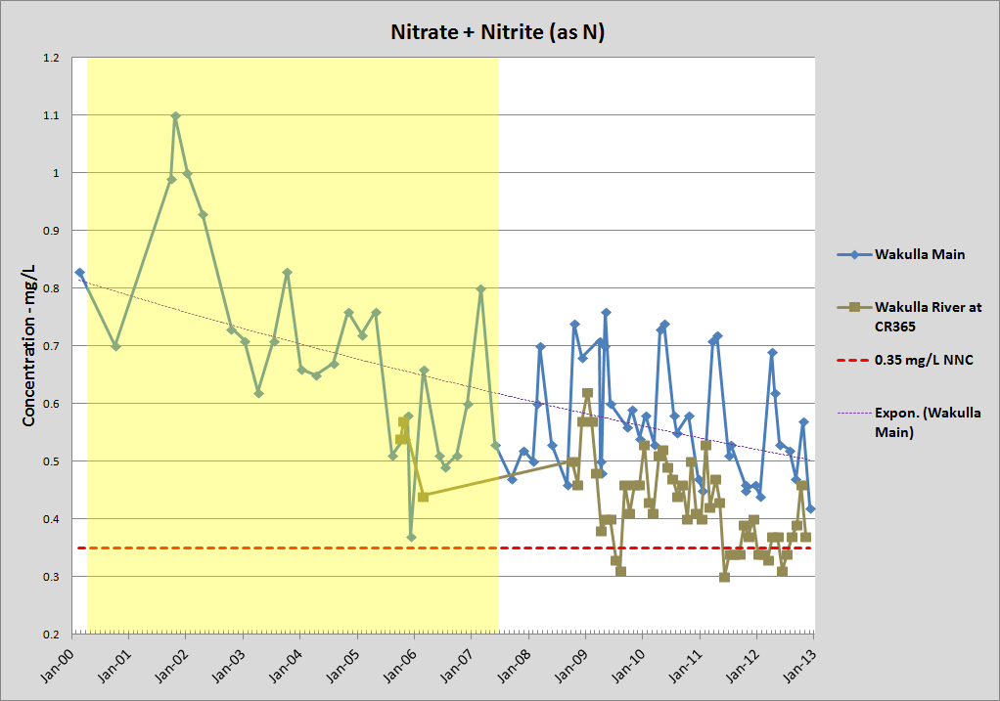 Nitrate + Nitrite (as N)
Concentration - mg/L
1.2
1.1
1
0.9
0.8
0.7
0.6
0.5
0.4
0.3
0.2
Jan-00
Jan-01
Jan-02
Jan-03
Jan-04
Jan-05
Jan-06
Jan-07
Jan-08
Jan-09
Jan-10
Jan-11
Jan-12
Jan-13
Wakulla Main
Wakulla River at
CR365
0.35 mg/L NNC
Expon. (Wakulla
Main)